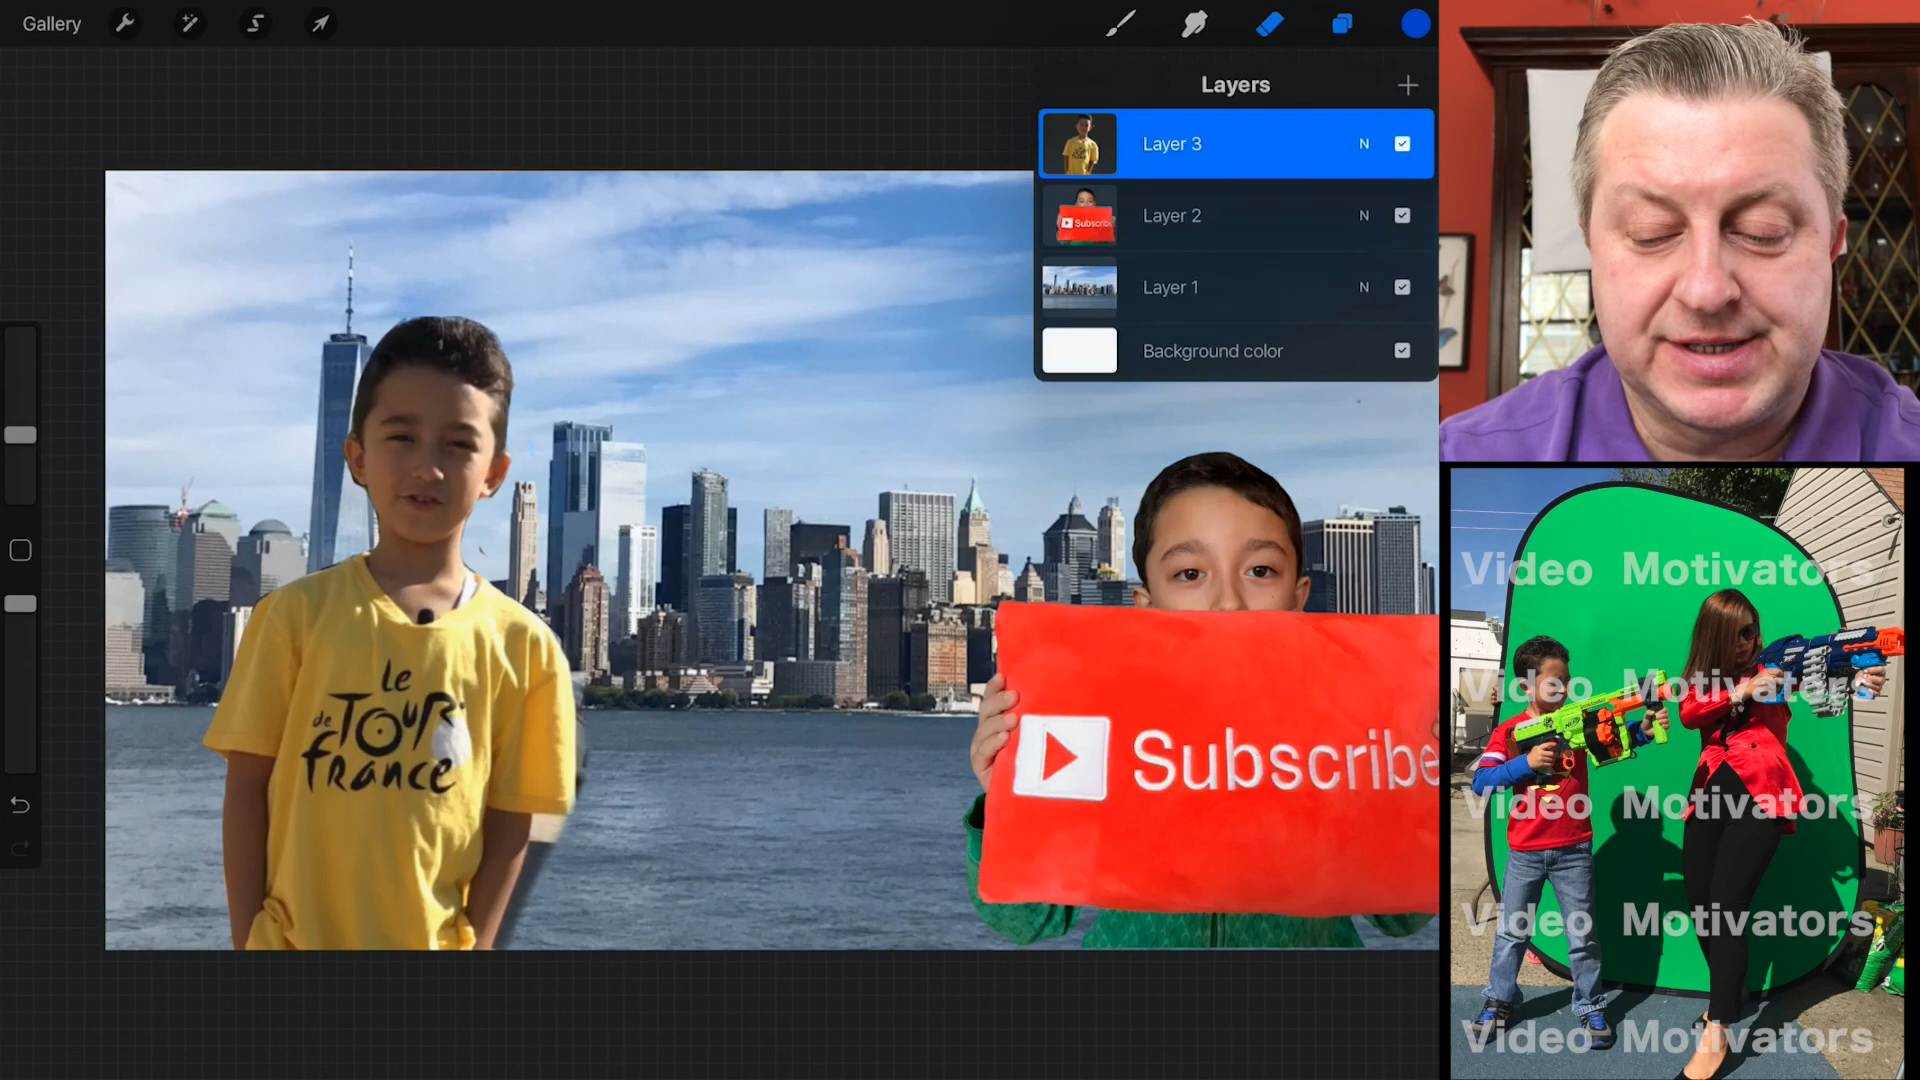 Gallery
Layers
Layer 3 N
Layer 2 N
Layer 1 N
Background color
Subscribe
Le
de Tour
france
Subscribe
Video Motivators
Video Motivators
Video Motivators
Video Motivators
Video Motivators